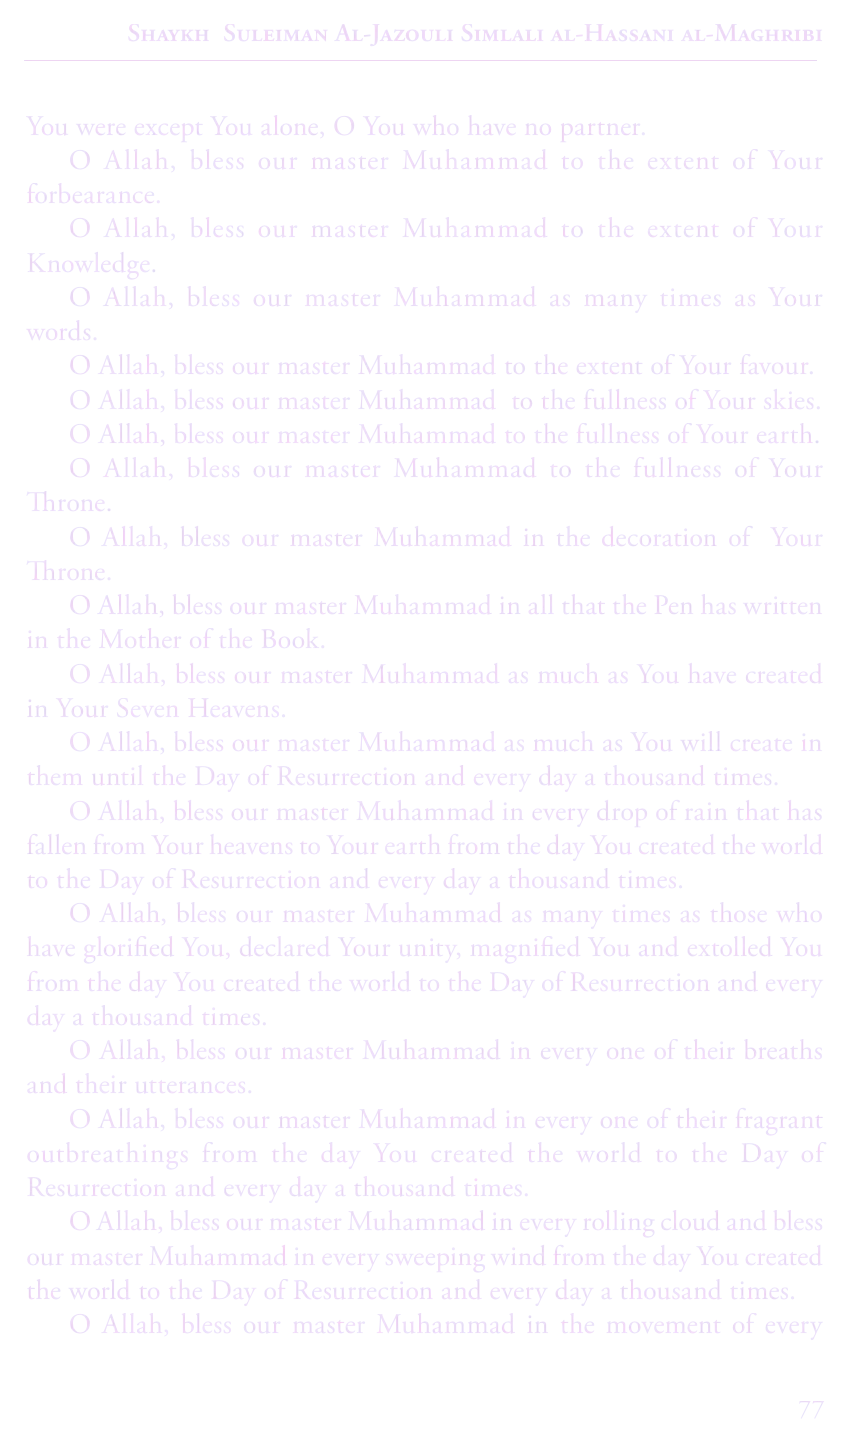 Shaykh Suleiman Al-Jazouli Simlali al-Hassani al-Maghribi
You were except You alone, O You who have no partner.
O Allah, bless our master Muhammad to the extent of Your
forbearance.
O Allah, bless our master Muhammad to the extent of Your
Knowledge.
O Allah, bless our master Muhammad as many times as Your
words.
O Allah, bless our master Muhammad to the extent of Your favour.
O Allah, bless our master Muhammad to the fullness of Your skies.
O Allah, bless our master Muhammad to the fullness of Your earth.
O Allah, bless our master Muhammad to the fullness of Your
Throne.
O Allah, bless our master Muhammad in the decoration of Your
Throne.
O Allah, bless our master Muhammad in all that the Pen has written
in the Mother of the Book.
O Allah, bless our master Muhammad as much as You have created
in Your Seven Heavens.
O Allah, bless our master Muhammad as much as You will create in
them until the Day of Resurrection and every day a thousand times.
O Allah, bless our master Muhammad in every drop of rain that has
fallen from Your heavens to Your earth from the day You created the world
to the Day of Resurrection and every day a thousand times.
O Allah, bless our master Muhammad as many times as those who
have glorified You, declared Your unity, magnified You and extolled You
from the day You created the world to the Day of Resurrection and every
day a thousand times.
O Allah, bless our master Muhammad in every one of their breaths
and their utterances.
O Allah, bless our master Muhammad in every one of their fragrant
outbreathings from the day You created the world to the Day of
Resurrection and every day a thousand times.
O Allah, bless our master Muhammad in every rolling cloud and bless
our master Muhammad in every sweeping wind from the day You created
the world to the Day of Resurrection and every day a thousand times.
O Allah, bless our master Muhammad in the movement of every
77